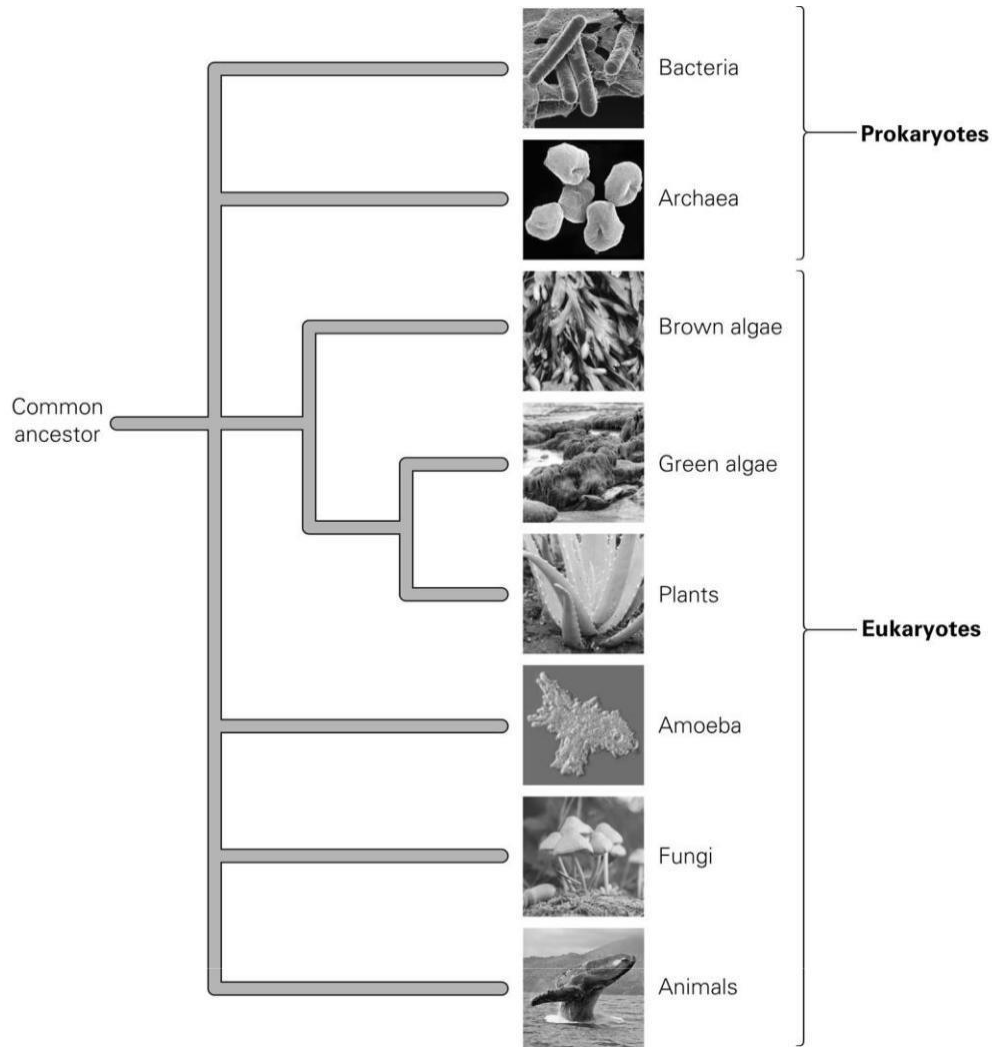 Bacteria
Prokaryotes
Archaea
Brown algae
Common
ancestor
Green algae
Plants
Eukaryotes
Amoeba
Fungi
Animals